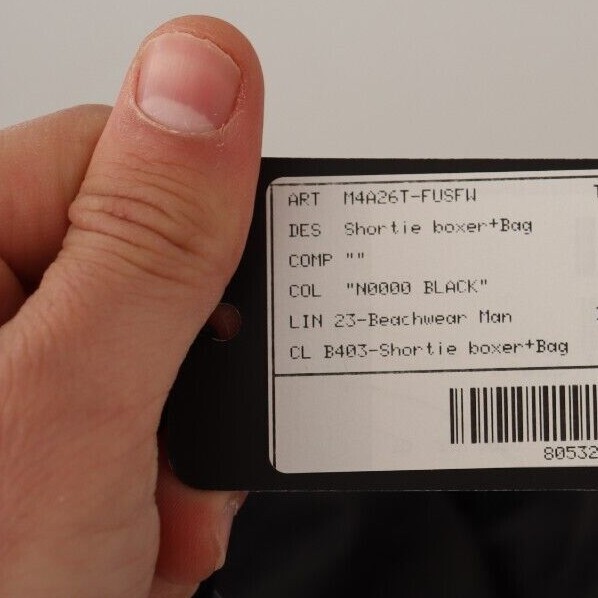 ART M4A26T-FUSFW
DES Shortie boxer+Bag
COMP ""
COL "N0000 BLACK"
LIN 23-Beachwear Man
CL B403-Shortie boxer+Bag
80532